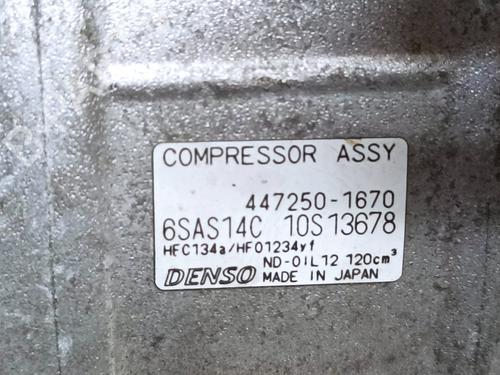 COMPRESSOR ASSY
447250-1670
6SAS14C 10S13678
HFC134a/HFO1234yf
ND-OIL12 120cm³
DENSO MADE IN JAPAN